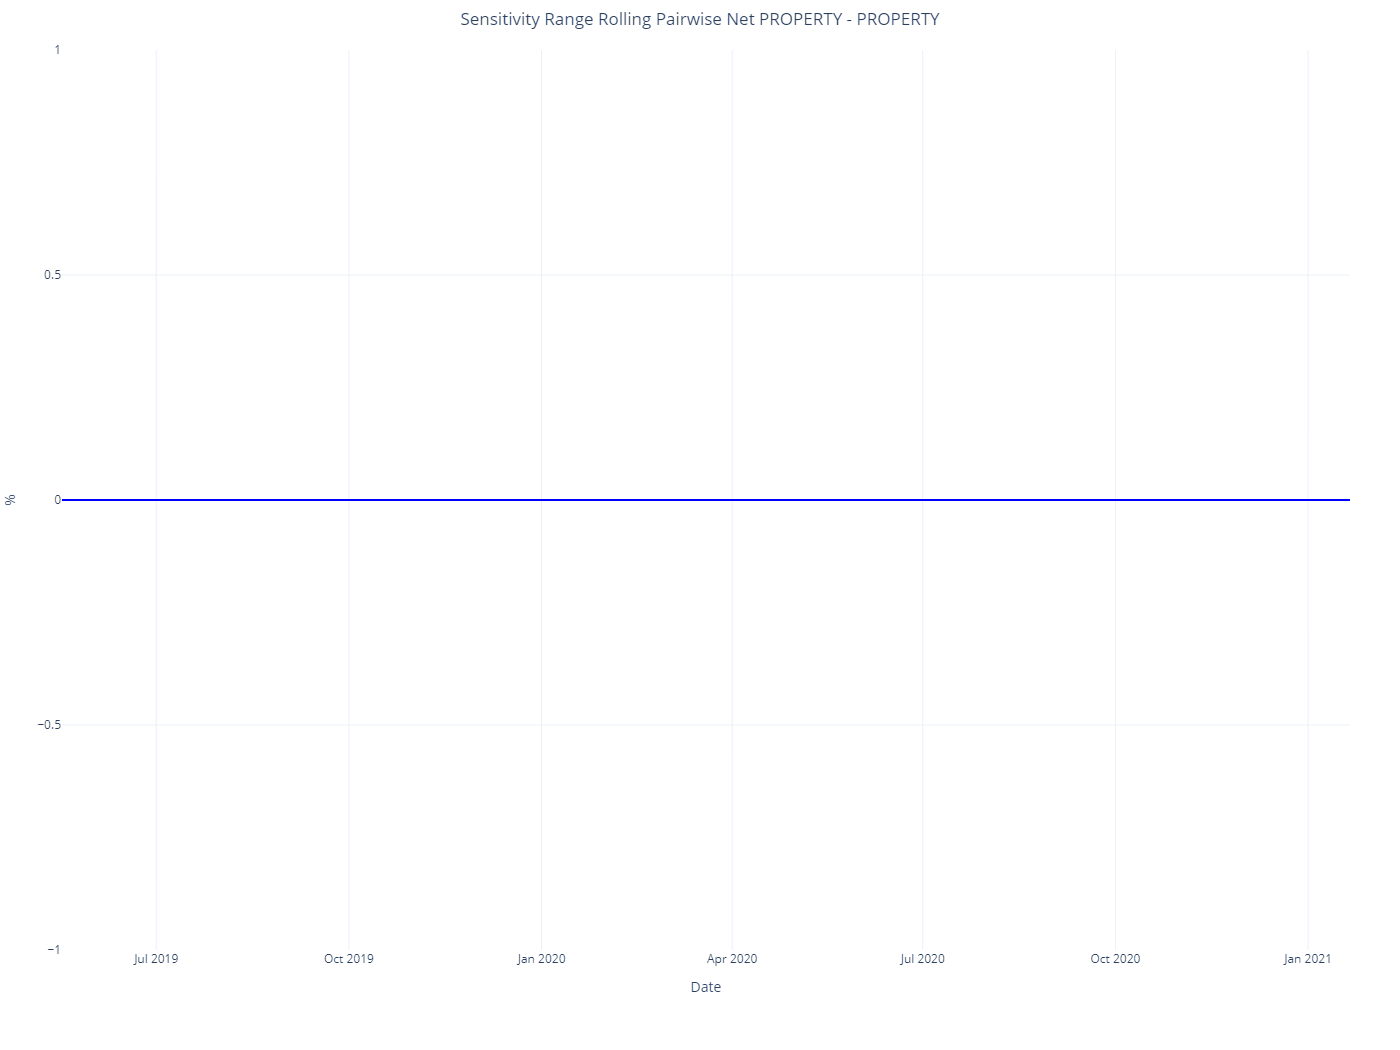 Sensitivity Range Rolling Pairwise Net PROPERTY - PROPERTY
1
0.5
0
−0.5
−1
%
Jul 2019 Oct 2019 Jan 2020 Apr 2020 Jul 2020 Oct 2020 Jan 2021
Date